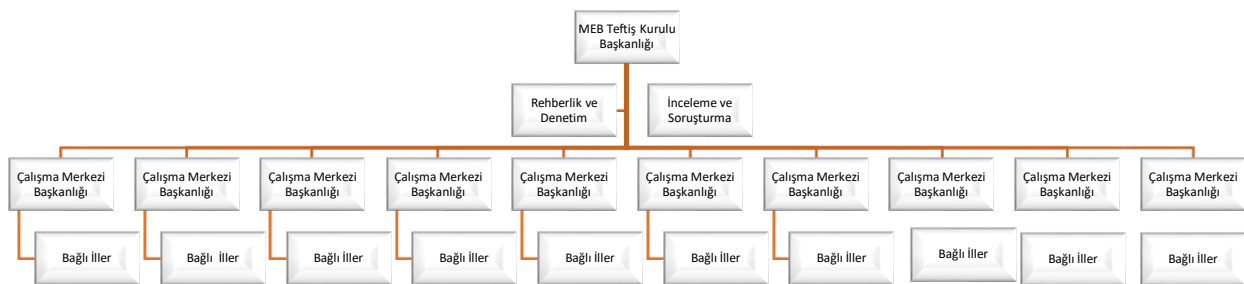 MEB Teftiş Kurulu
Başkanlığı
Rehberlik ve
Denetim
İnceleme ve
Soruşturma
Çalışma Merkezi
Başkanlığı
Çalışma Merkezi
Başkanlığı
Çalışma Merkezi
Başkanlığı
Çalışma Merkezi
Başkanlığı
Çalışma Merkezi
Başkanlığı
Çalışma Merkezi
Başkanlığı
Çalışma Merkezi
Başkanlığı
Çalışma Merkezi
Başkanlığı
Çalışma Merkezi
Başkanlığı
Çalışma Merkezi
Başkanlığı
Bağlı İller
Bağlı İller
Bağlı İller
Bağlı İller
Bağlı İller
Bağlı İller
Bağlı İller
Bağlı İller
Bağlı İller
Bağlı İller